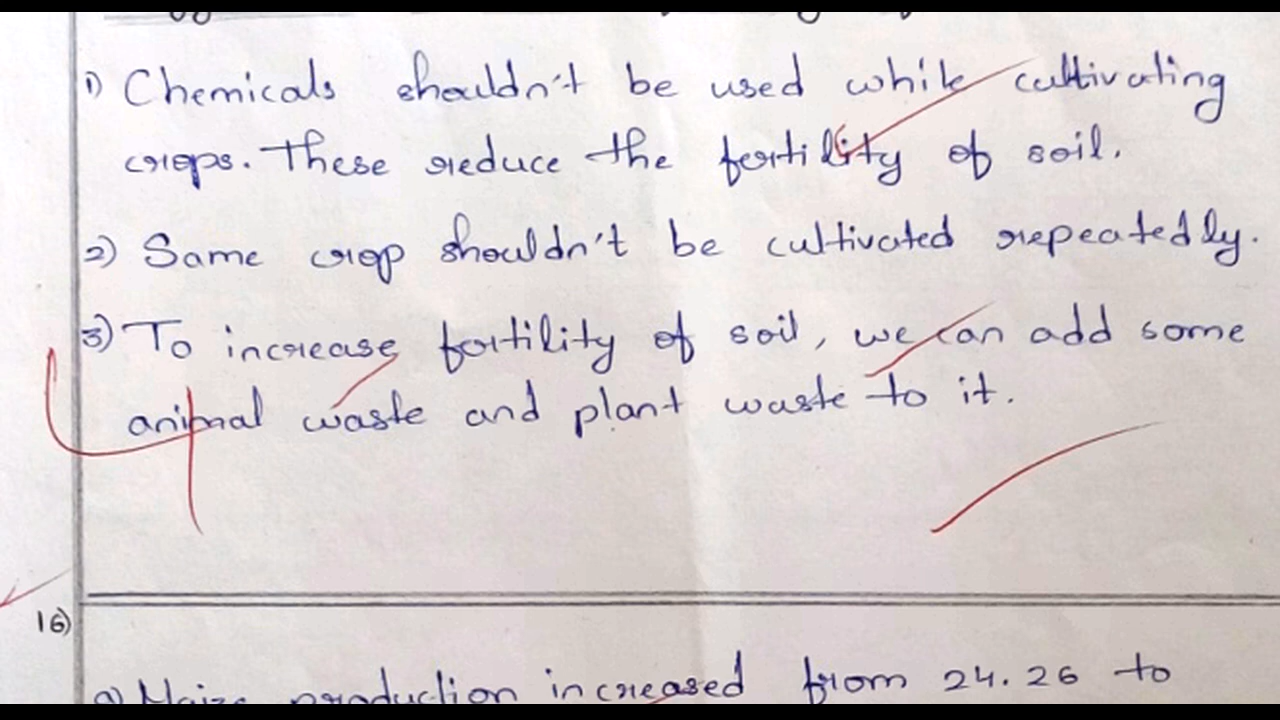 1) Chemicals shouldn't be used while cultivating
crops. These reduce the fertility of soil.
2) Same crop shouldn't be cultivated repeatedly.
3) To increase fertility of soil, we can add some
animal waste and plant waste to it.
4
16)
a) Maize production increased from 24.26 to